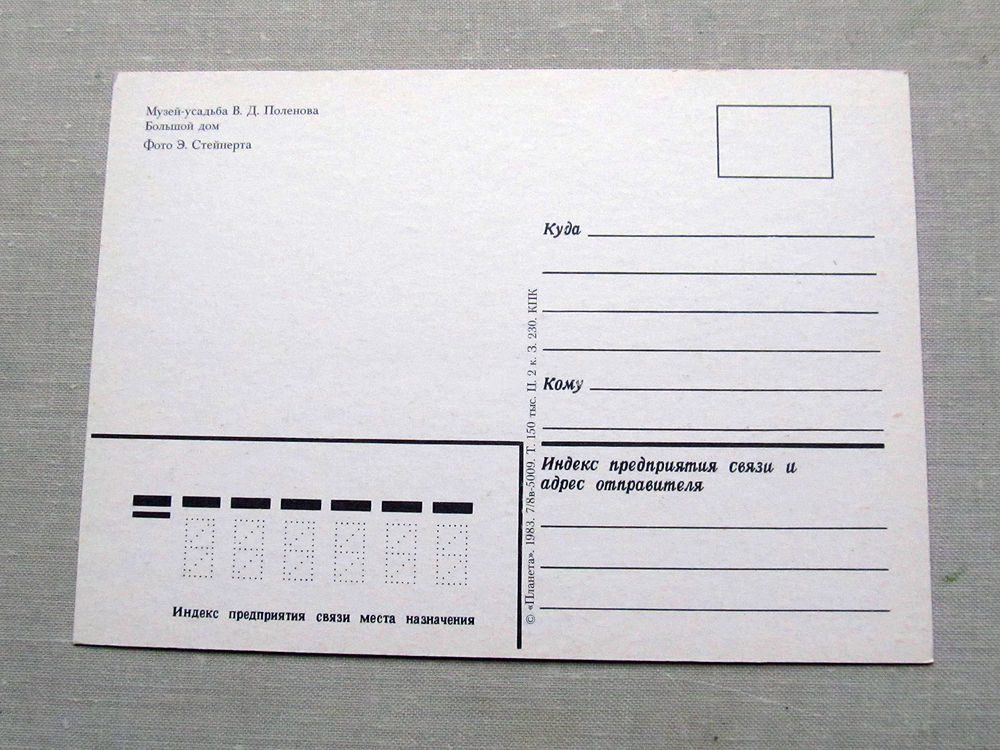 Музей-усадьба В. Д. Поленова
Большой дом
Фото Э. Стейнерта
Куда
Кому
Индекс предприятия связи и
адрес отправителя
Индекс предприятия связи места назначения
© «Планета». 1983. 7/8в-5009. Т. 150 тыс. Ц. 2 к. З. 230. КПК